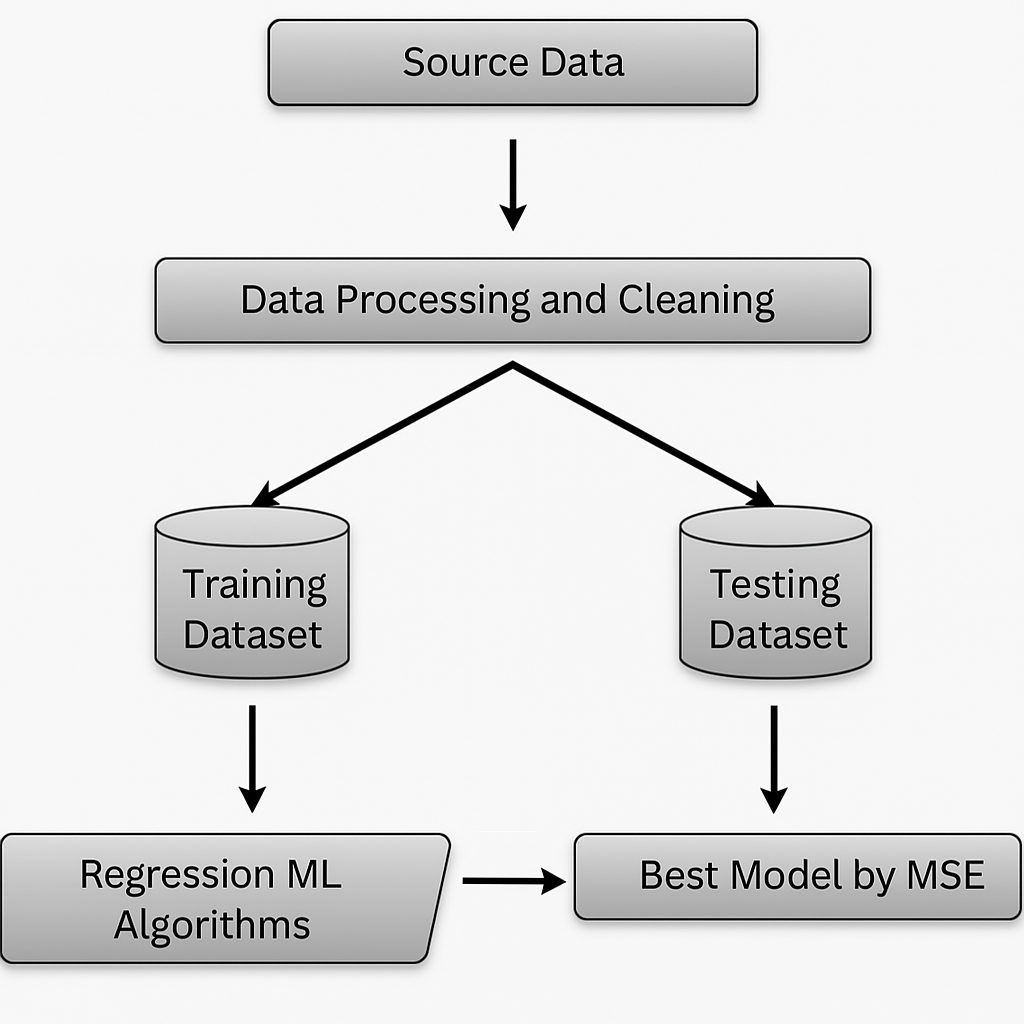 Source Data
Data Processing and Cleaning
Training
Dataset
Testing
Dataset
Regression ML
Algorithms
Best Model by MSE